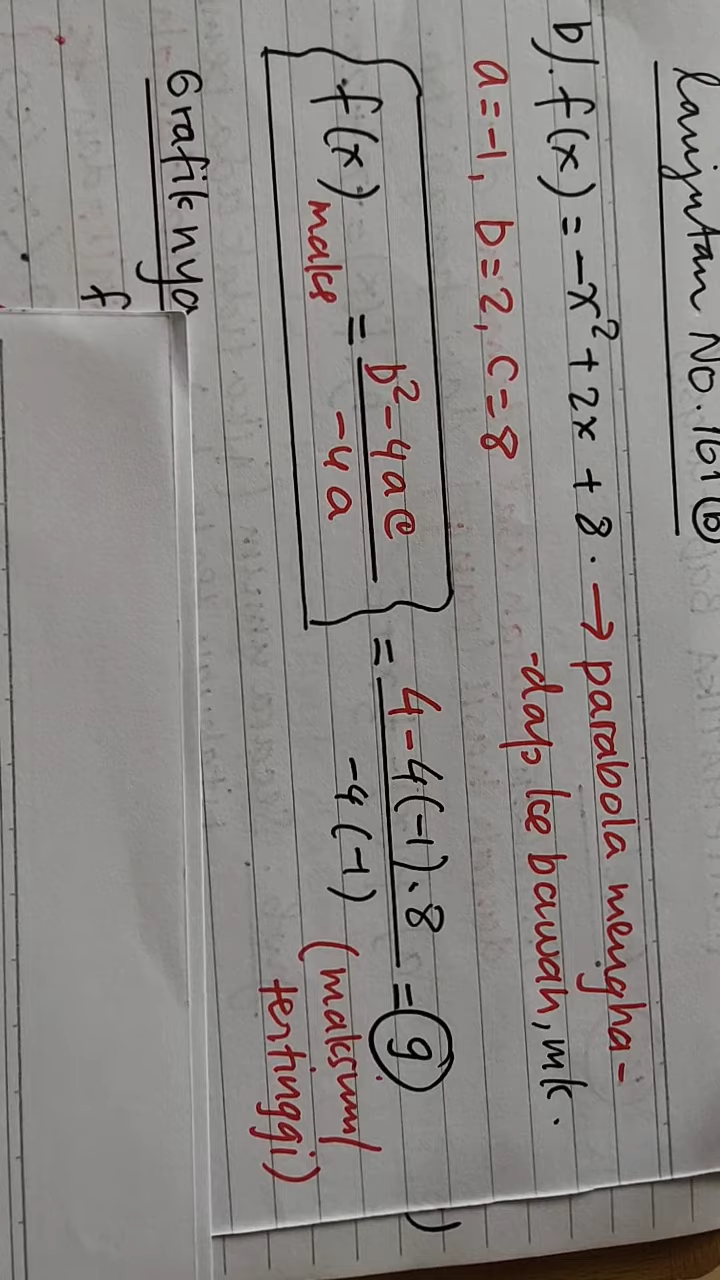 lanjutan No. 161 (b)
b). f(x) = -x² + 2x + 8. → parabola mengha-
-dap ke bawah, mk.
a = -1, b = 2, c = 8
f(x) maks = b² - 4ac / -4a = 4 - 4(-1).8 / -4(-1) = 9
(maksimum/
tertinggi)
Grafiknya
f